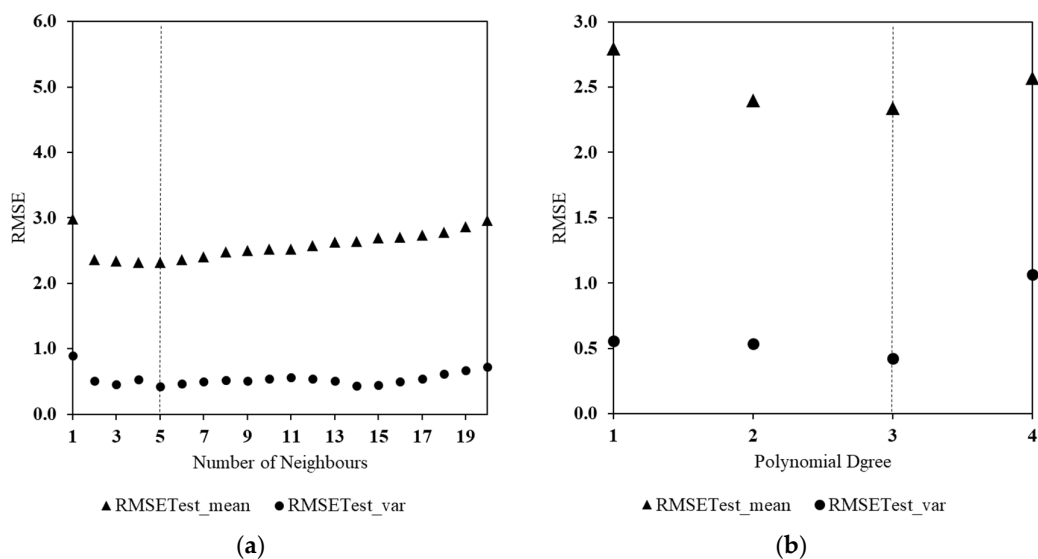 6.0
5.0
4.0
3.0
2.0
1.0
0.0
RMSE
1 3 5 7 9 11 13 15 17 19
Number of Neighbours
▲ RMSETest_mean ● RMSETest_var
(a)
3.0
2.5
2.0
1.5
1.0
0.5
0.0
RMSE
1 2 3 4
Polynomial Dgree
▲ RMSETest_mean ● RMSETest_var
(b)